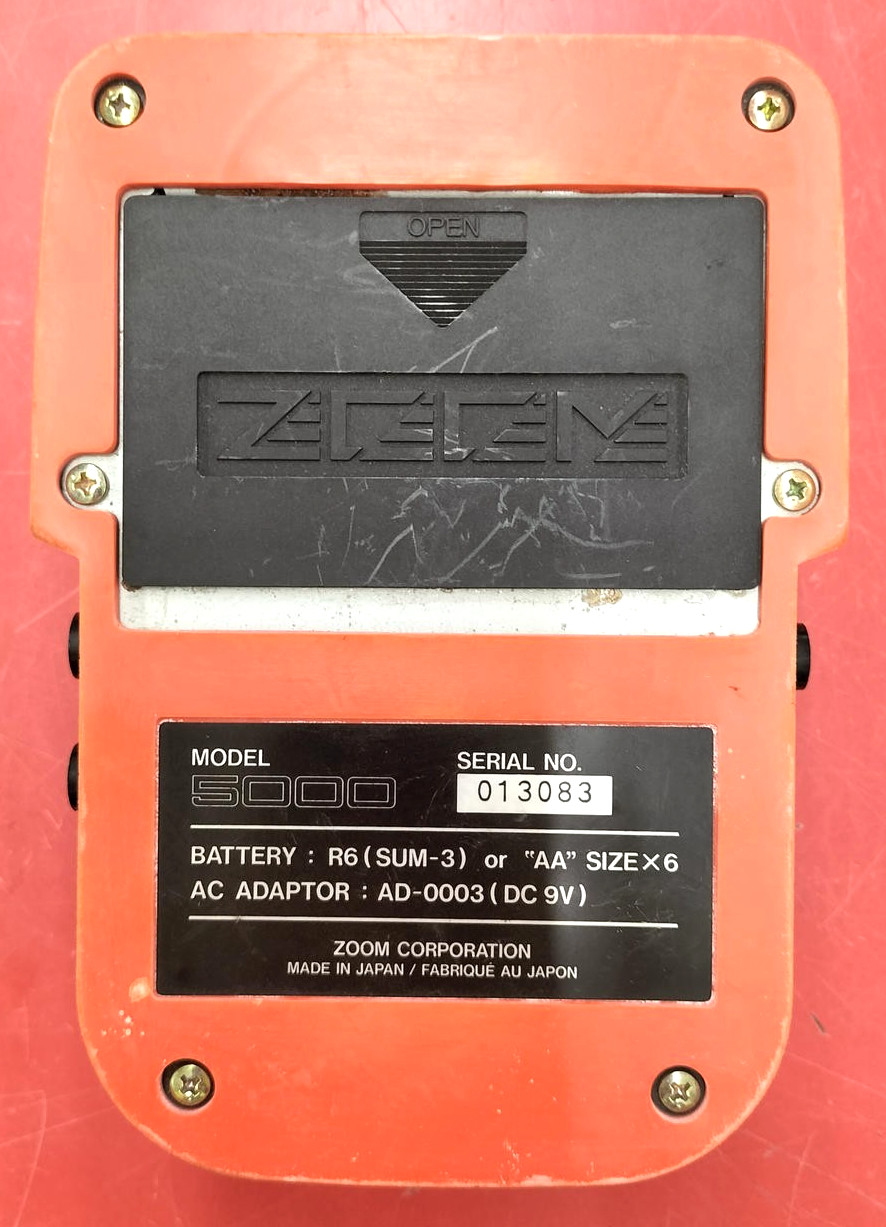 OPEN
ZOOM
MODEL
5000
SERIAL NO.
013083
BATTERY : R6(SUM-3) or "AA" SIZE×6
AC ADAPTOR : AD-0003(DC 9V)
ZOOM CORPORATION
MADE IN JAPAN / FABRIQUÉ AU JAPON